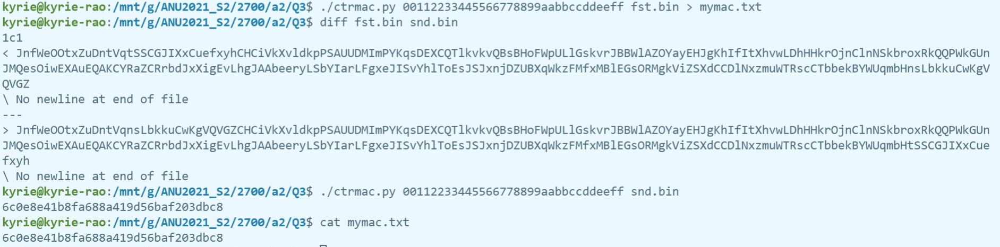 kyrie@kyrie-rao:/mnt/g/ANU2021_S2/2700/a2/Q3$ ./ctrmac.py 00112233445566778899aabbccddeeff fst.bin > mymac.txt
kyrie@kyrie-rao:/mnt/g/ANU2021_S2/2700/a2/Q3$ diff fst.bin snd.bin
1c1
< JnfWeOOtxZuDntVqtSSCGJIXxCuefxyhCHCiVkXvldkpPSAUUDMImPYKqsDEXCQTlkvkvQBsBHoFWpULlGskvrJBBWlAZOYayEHJgKhIfItXhvwLDhHHkrOjnClnNSkbroxRkQQPWkGUn
JMQesOiwEXAuEQAKCYRaZCRrbdJxXigEvLhgJAAbeeryLSbYIarLFgxeJISvYhlToEsJSJxnjDZUBXqWkzFMfxMBlEGsORMgkViZSXdCCDlNxzmuWTRscCTbbekBYWUqmbHnsLbkkuCwKgV
QVGZ
\ No newline at end of file
---
> JnfWeOOtxZuDntVqnsLbkkuCwKgVQVGZCHCiVkXvldkpPSAUUDMImPYKqsDEXCQTlkvkvQBsBHoFWpULlGskvrJBBWlAZOYayEHJgKhIfItXhvwLDhHHkrOjnClnNSkbroxRkQQPWkGUn
JMQesOiwEXAuEQAKCYRaZCRrbdJxXigEvLhgJAAbeeryLSbYIarLFgxeJISvYhlToEsJSJxnjDZUBXqWkzFMfxMBlEGsORMgkViZSXdCCDlNxzmuWTRscCTbbekBYWUqmbHtSSCGJIXxCue
fxyh
\ No newline at end of file
kyrie@kyrie-rao:/mnt/g/ANU2021_S2/2700/a2/Q3$ ./ctrmac.py 00112233445566778899aabbccddeeff snd.bin
6c0e8e41b8fa688a419d56baf203dbc8
kyrie@kyrie-rao:/mnt/g/ANU2021_S2/2700/a2/Q3$ cat mymac.txt
6c0e8e41b8fa688a419d56baf203dbc8